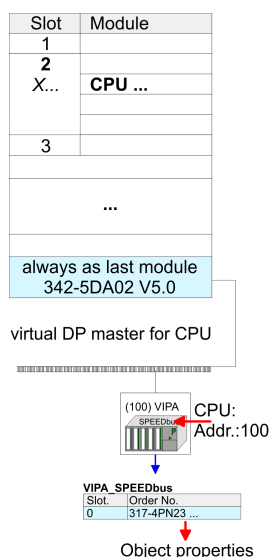 Slot Module
1
2
X... CPU ...
3
...
always as last module
342-5DA02 V5.0
virtual DP master for CPU
(100) VIPA
SPEEDbus
CPU:
Addr.:100
VIPA_SPEEDbus
Slot. Order No.
0 317-4PN23 ...
Object properties